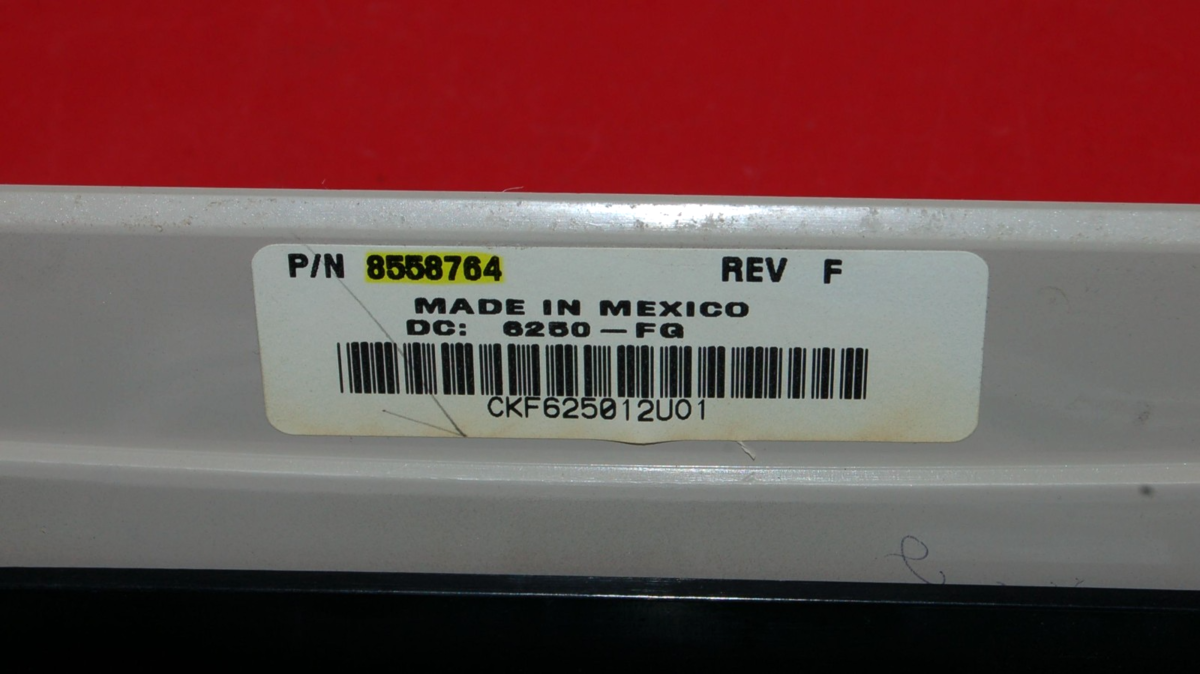 P/N 8558764 REV F
MADE IN MEXICO
DC: 6250-FG
CKF625012U01